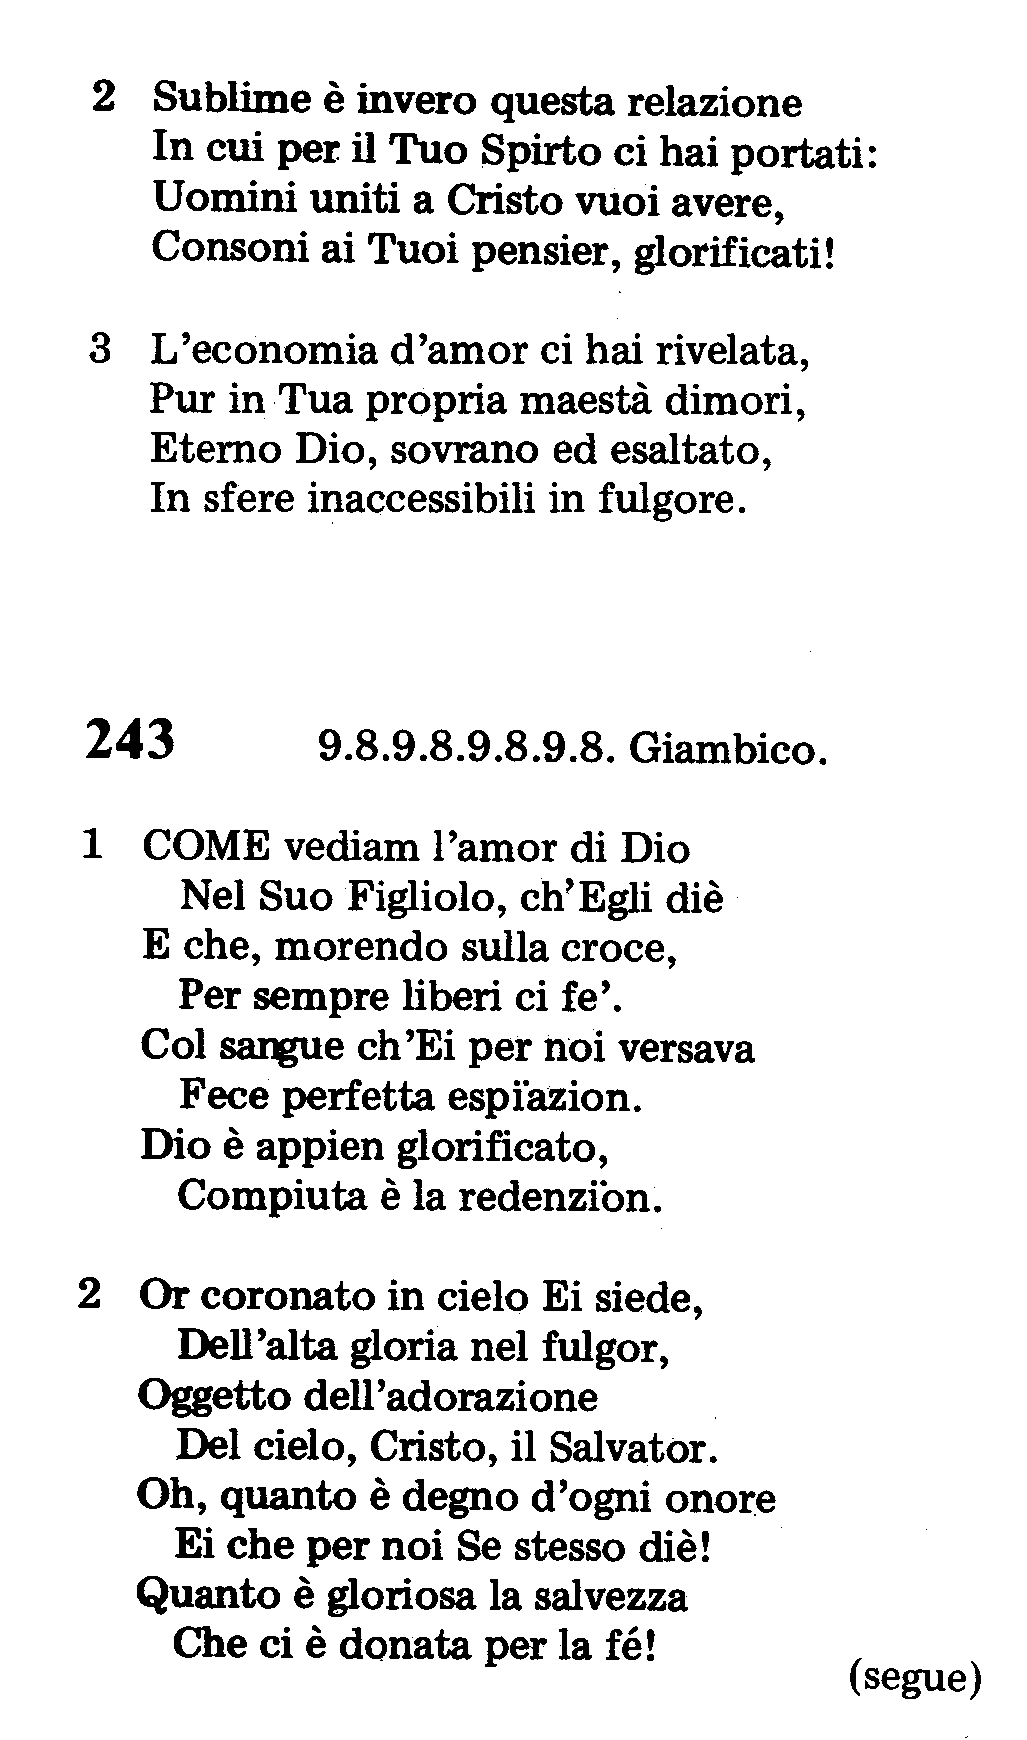 2 Sublime è invero questa relazione
In cui per il Tuo Spirto ci hai portati:
Uomini uniti a Cristo vuoi avere,
Consoni ai Tuoi pensier, glorificati!
3 L’economia d’amor ci hai rivelata,
Pur in Tua propria maestà dimori,
Eterno Dio, sovrano ed esaltato,
In sfere inaccessibili in fulgore.
243 9.8.9.8.9.8.9.8. Giambico.
1 COME vediam l’amor di Dio
Nel Suo Figliolo, ch’Egli diè
E che, morendo sulla croce,
Per sempre liberi ci fe’.
Col sangue ch’Ei per noi versava
Fece perfetta espïazion.
Dio è appien glorificato,
Compiuta è la redenzïon.
2 Or coronato in cielo Ei siede,
Dell’alta gloria nel fulgor,
Oggetto dell’adorazione
Del cielo, Cristo, il Salvator.
Oh, quanto è degno d’ogni onore
Ei che per noi Se stesso diè!
Quanto è gloriosa la salvezza
Che ci è donata per la fé!
(segue)